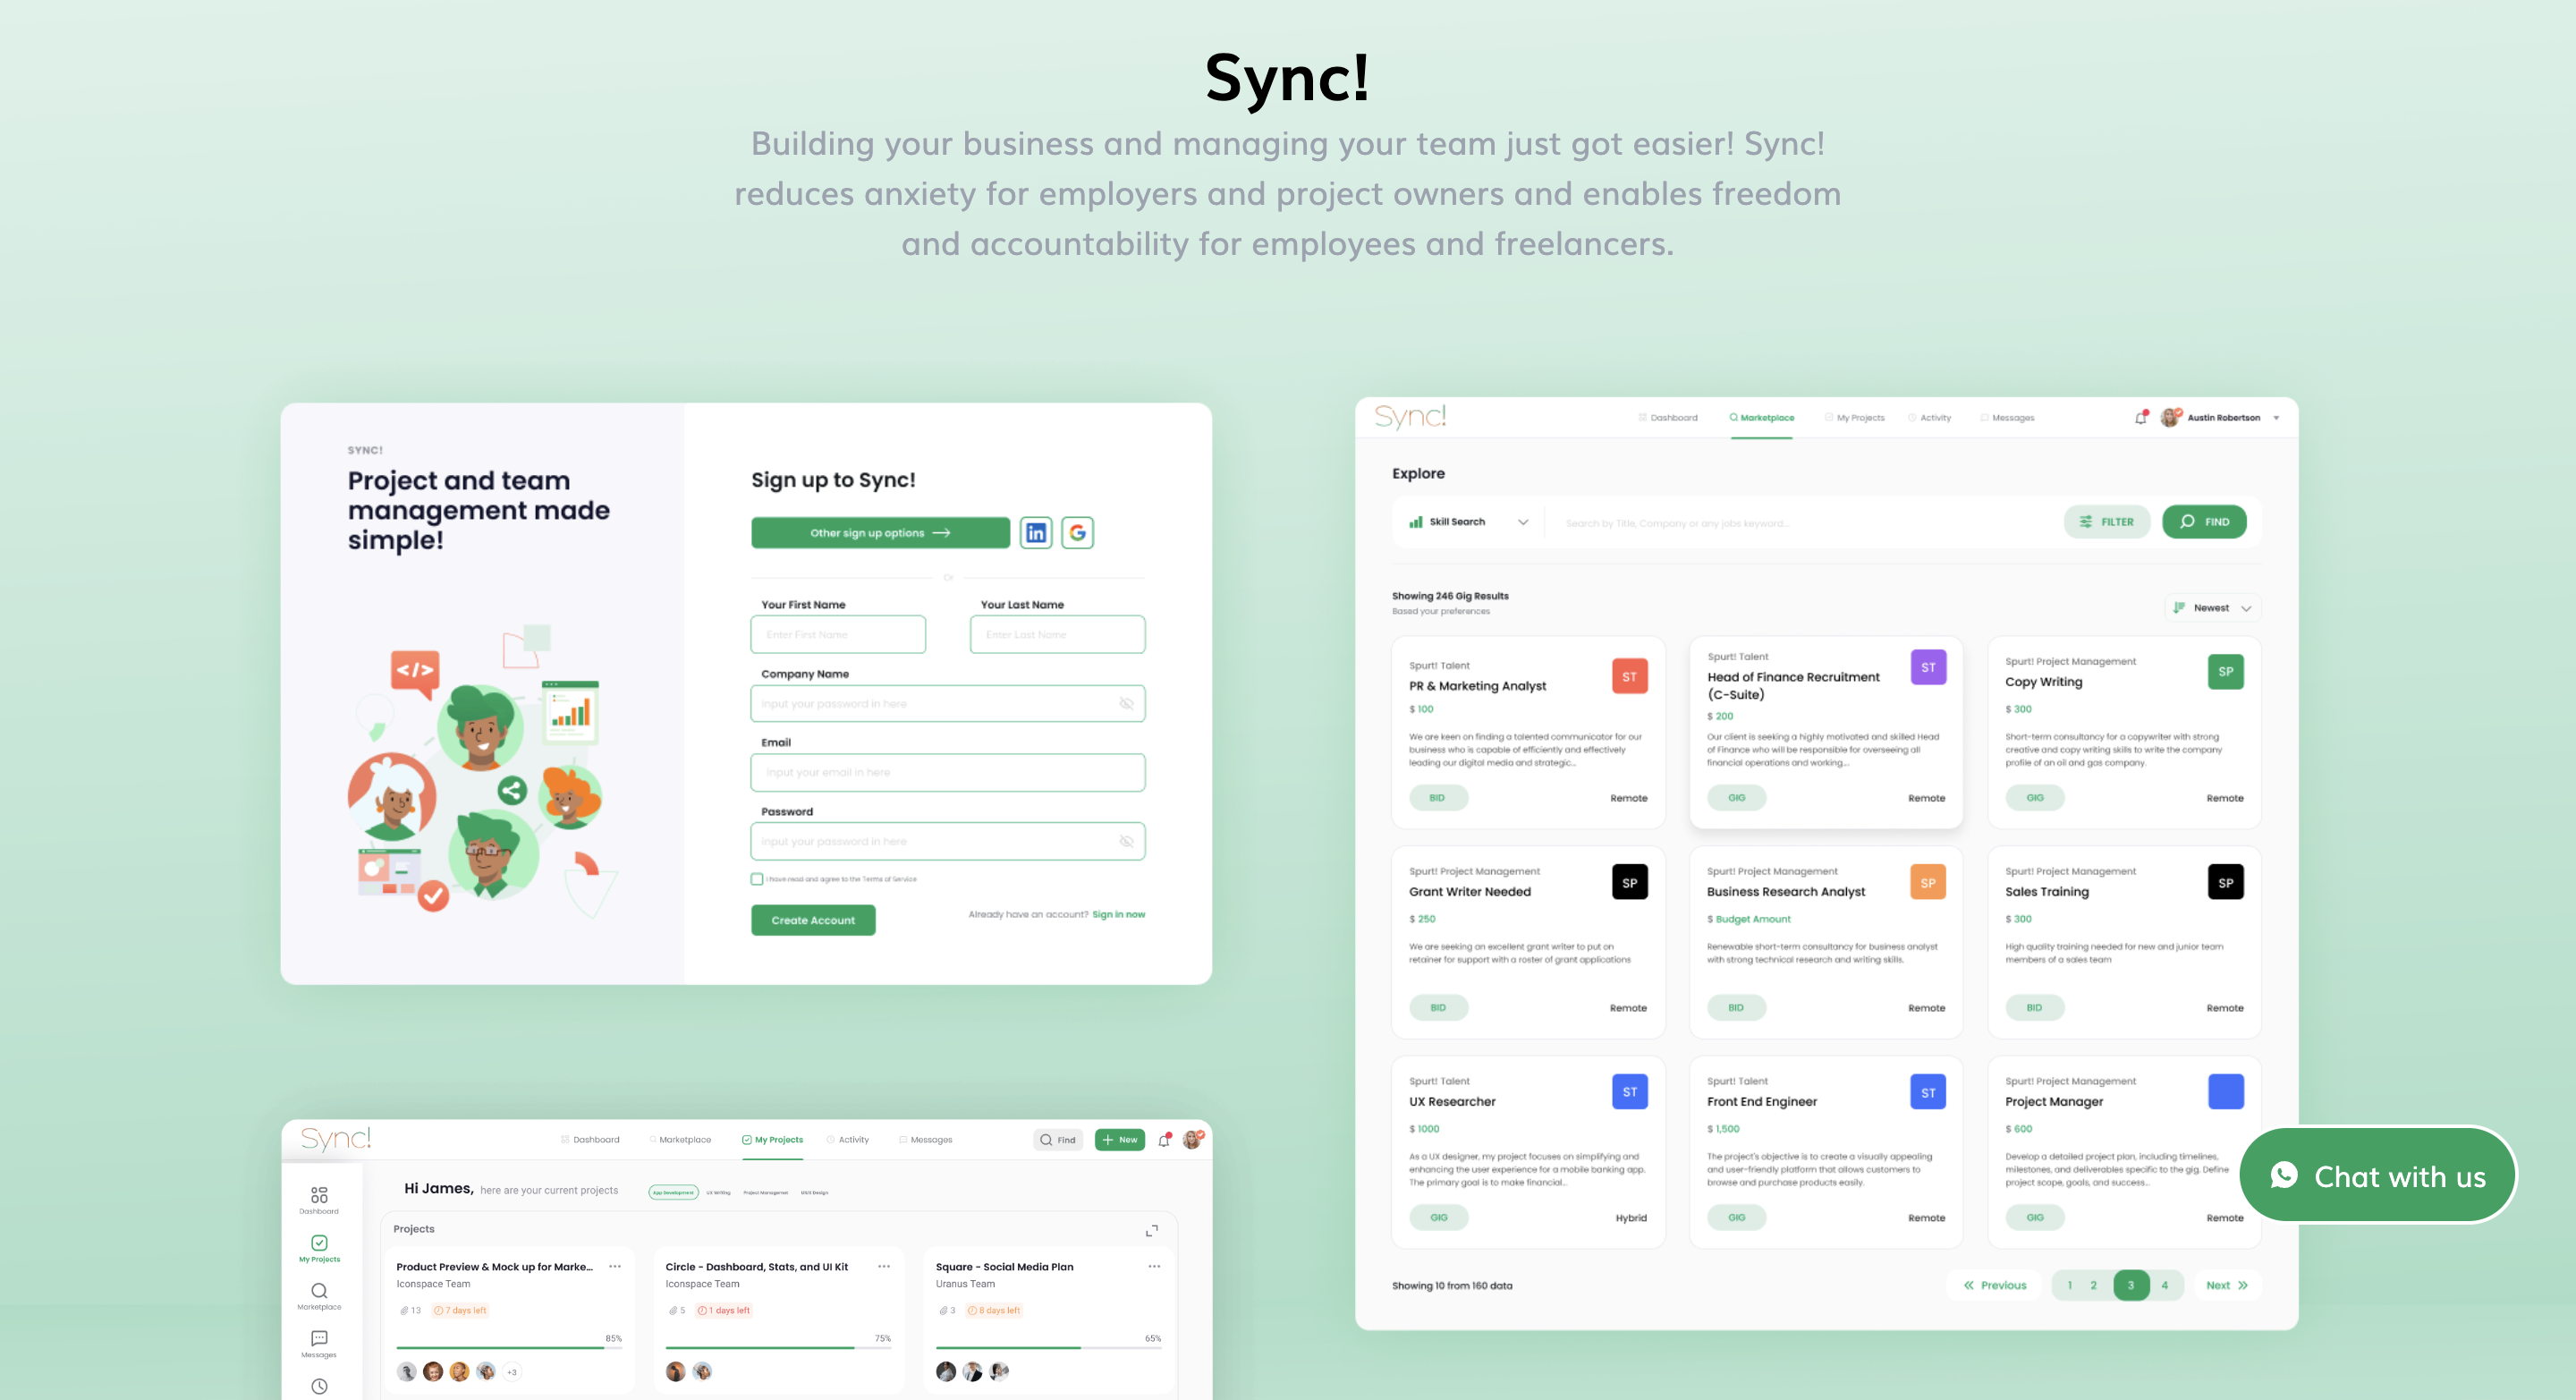 Sync!
Building your business and managing your team just got easier! Sync!
reduces anxiety for employers and project owners and enables freedom
and accountability for employees and freelancers.
SYNC!
Project and team
management made
simple!
</>
Sign up to Sync!
Other sign up options
in
G
Or
Your First Name
Your Last Name
Enter First Name
Enter Last Name
Company Name
Input your password in here
Email
Input your email in here
Password
Input your password in here
I have read and agree to the Terms of Service
Create Account
Already have an account? Sign in now
Sync!
Dashboard
Marketplace
My Projects
Activity
Messages
Find
New
Dashboard
My Projects
Marketplace
Messages
Hi James, here are your current projects
App Development
UX Writing
Project Managemed
UI/UX Design
Projects
Product Preview & Mock up for Marke...
Iconspace Team
13
7 days left
85%
+3
Circle - Dashboard, Stats, and UI Kit
Iconspace Team
5
1 days left
75%
Square - Social Media Plan
Uranus Team
3
8 days left
65%
Sync!
Dashboard
Marketplace
My Projects
Activity
Messages
Austin Robertson
Explore
Skill Search
Search by Title, Company or any jobs keyword...
FILTER
FIND
Showing 246 Gig Results
Based your preferences
Newest
Spurt! Talent
PR & Marketing Analyst
ST
$ 100
We are keen on finding a talented communicator for our
business who is capable of efficiently and effectively
leading our digital media and strategic...
BID
Remote
Spurt! Talent
Head of Finance Recruitment
(C-Suite)
ST
$ 200
Our client is seeking a highly motivated and skilled Head
of Finance who will be responsible for overseeing all
financial operations and working....
GIG
Remote
Spurt! Project Management
Copy Writing
SP
$ 300
Short-term consultancy for a copywriter with strong
creative and copy writing skills to write the company
profile of an oil and gas company.
GIG
Remote
Spurt! Project Management
Grant Writer Needed
SP
$ 250
We are seeking an excellent grant writer to put on
retainer for support with a roster of grant applications
BID
Remote
Spurt! Project Management
Business Research Analyst
SP
$ Budget Amount
Renewable short-term consultancy for business analyst
with strong technical research and writing skills.
BID
Remote
Spurt! Project Management
Sales Training
SP
$ 300
High quality training needed for new and junior team
members of a sales team
BID
Remote
Spurt! Talent
UX Researcher
ST
$ 1000
As a UX designer, my project focuses on simplifying and
enhancing the user experience for a mobile banking app.
The primary goal is to make financial...
GIG
Hybrid
Spurt! Talent
Front End Engineer
ST
$ 1,500
The project's objective is to create a visually appealing
and user-friendly platform that allows customers to
browse and purchase products easily.
GIG
Remote
Spurt! Project Management
Project Manager
$ 600
Develop a detailed project plan, including timelines,
milestones, and deliverables specific to the gig. Define
project scope, goals, and success...
GIG
Remote
Showing 10 from 160 data
Previous
1
2
3
4
Next
Chat with us